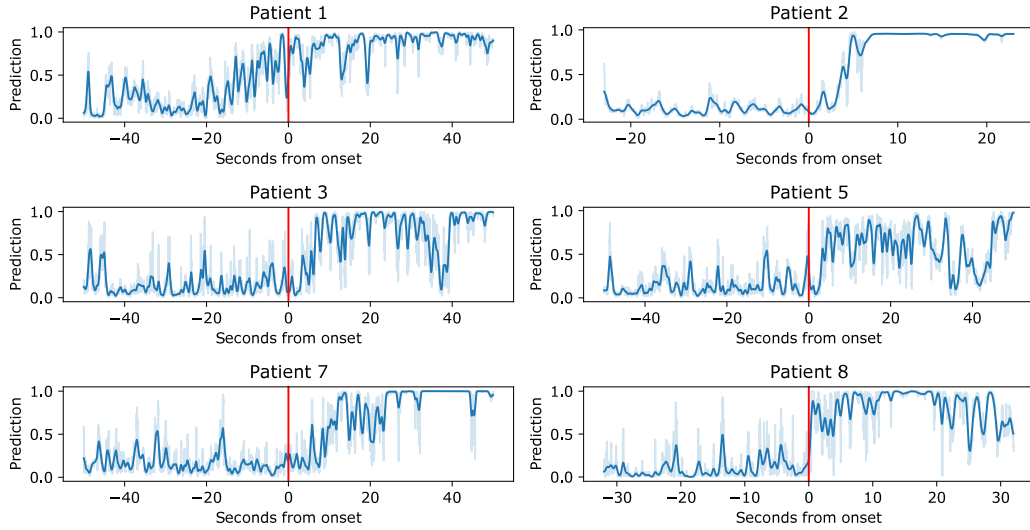 Patient 1
Prediction
1.0
0.5
0.0
−40 −20 0 20 40
Seconds from onset
Patient 2
Prediction
1.0
0.5
0.0
−20 −10 0 10 20
Seconds from onset
Patient 3
Prediction
1.0
0.5
0.0
−40 −20 0 20 40
Seconds from onset
Patient 5
Prediction
1.0
0.5
0.0
−40 −20 0 20 40
Seconds from onset
Patient 7
Prediction
1.0
0.5
0.0
−40 −20 0 20 40
Seconds from onset
Patient 8
Prediction
1.0
0.5
0.0
−30 −20 −10 0 10 20 30
Seconds from onset